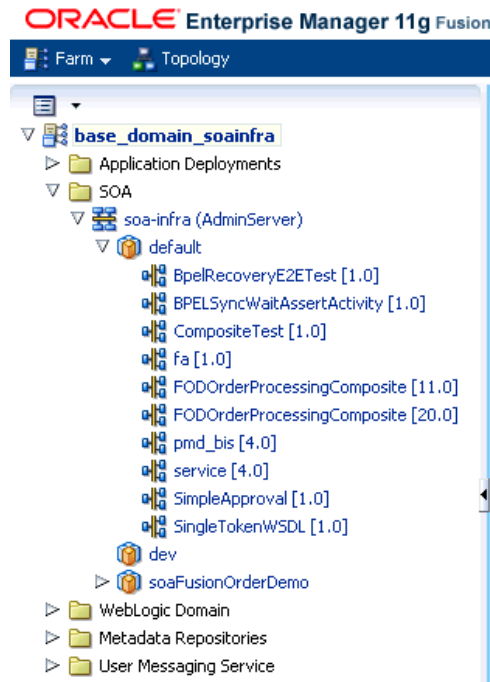 ORACLE Enterprise Manager 11g Fusion
Farm Topology
base_domain_soainfra
Application Deployments
SOA
soa-infra (AdminServer)
default
BpelRecoveryE2ETest [1.0]
BPELSyncWaitAssertActivity [1.0]
CompositeTest [1.0]
fa [1.0]
FODOrderProcessingComposite [11.0]
FODOrderProcessingComposite [20.0]
pmd_bis [4.0]
service [4.0]
SimpleApproval [1.0]
SingleTokenWSDL [1.0]
dev
soaFusionOrderDemo
WebLogic Domain
Metadata Repositories
User Messaging Service